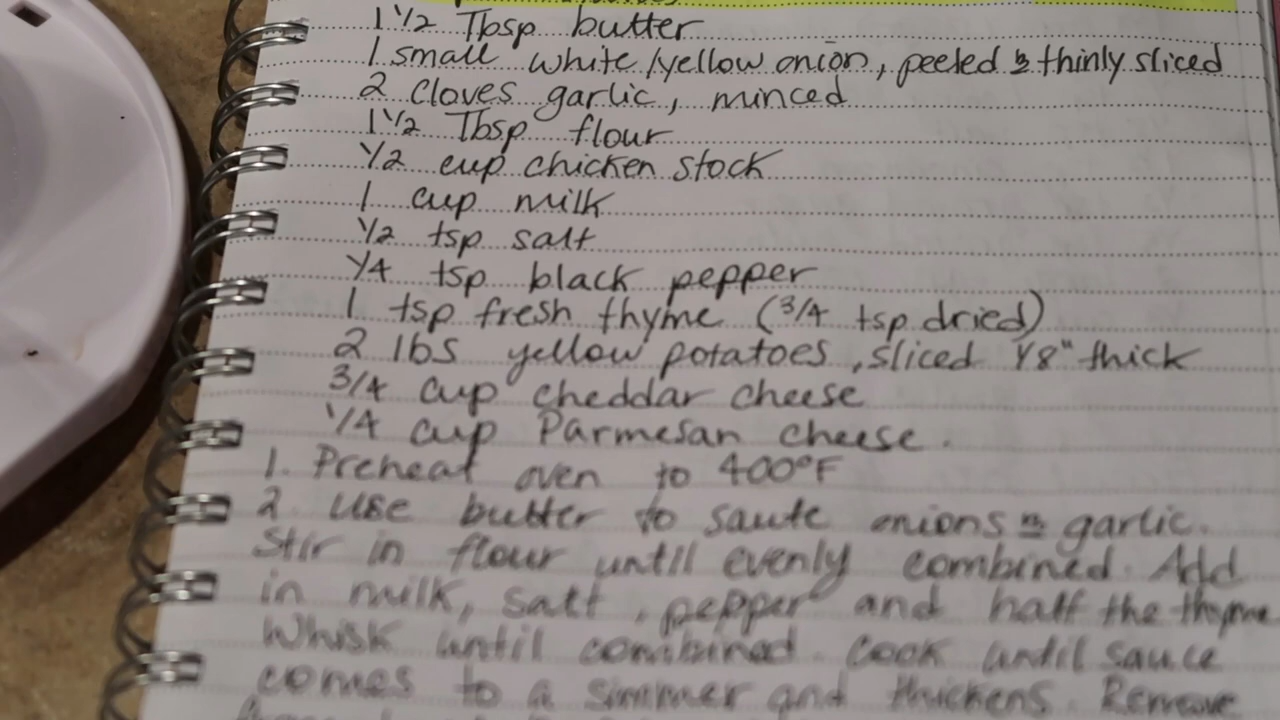 1 1/2 Tbsp butter
1 small white/yellow onion, peeled & thinly sliced
2 cloves garlic, minced
1 1/2 Tbsp flour
1/2 cup chicken stock
1 cup milk
1/2 tsp salt
1/4 tsp black pepper
1 tsp fresh thyme (3/4 tsp dried)
2 lbs yellow potatoes, sliced 1/8" thick
3/4 cup cheddar cheese
1/4 cup Parmesan cheese.
1. Preheat oven to 400°F
2. Use butter to saute onions & garlic.
Stir in flour until evenly combined. Add
in milk, salt, pepper and half the thyme
Whisk until combined. Cook until sauce
comes to a simmer and thickens. Remove